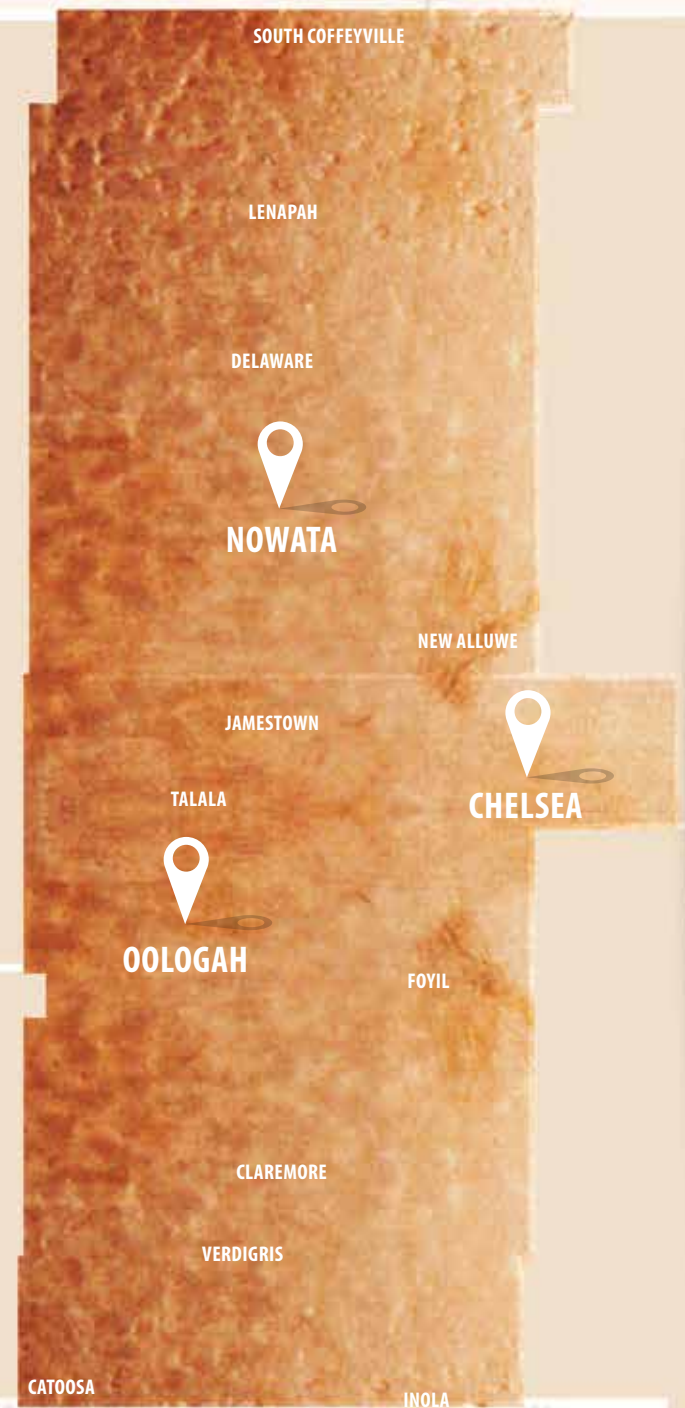 SOUTH COFFEYVILLE
LENAPAH
DELAWARE
NOWATA
NEW ALLUWE
JAMESTOWN
TALALA
CHELSEA
OOLOGAH
FOYIL
CLAREMORE
VERDIGRIS
CATOOSA
INOLA